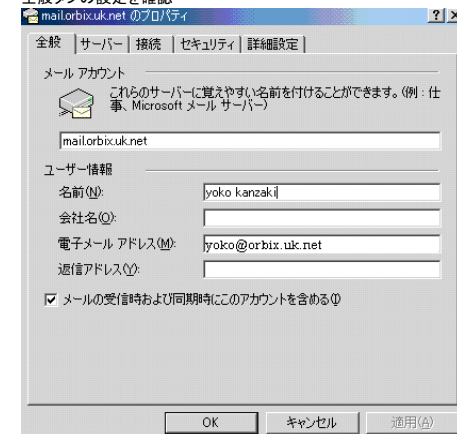 全般タブの設定を確認
mail.orbix.uk.net のプロパティ
全般 サーバー 接続 セキュリティ 詳細設定
メール アカウント
これらのサーバーに覚えやすい名前を付けることができます。(例 : 仕
事、Microsoft メール サーバー)
mail.orbix.uk.net
ユーザー情報
名前(N): yoko kanzaki
会社名(O):
電子メール アドレス(M): yoko@orbix.uk.net
返信アドレス(Y):
メールの受信時および同期時にこのアカウントを含める(I)
OK キャンセル 適用(A)